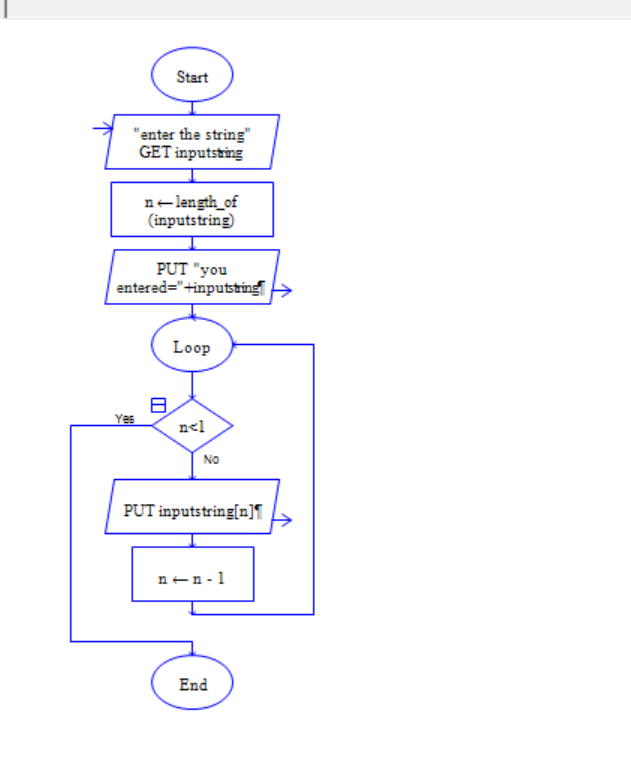 Start
"enter the string"
GET inputstring
n←length_of
(inputstring)
PUT "you
entered="+inputstring¶
Loop
Yes
n<1
No
PUT inputstring[n]¶
n ← n - 1
End